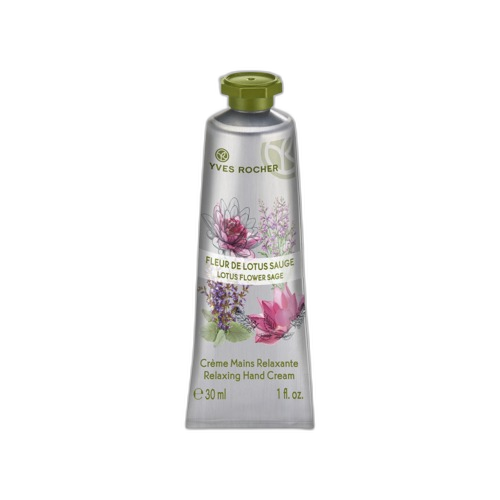 YVES ROCHER
FLEUR DE LOTUS SAUGE
LOTUS FLOWER SAGE
Crème Mains Relaxante
Relaxing Hand Cream
℮ 30 ml 1 fl. oz.